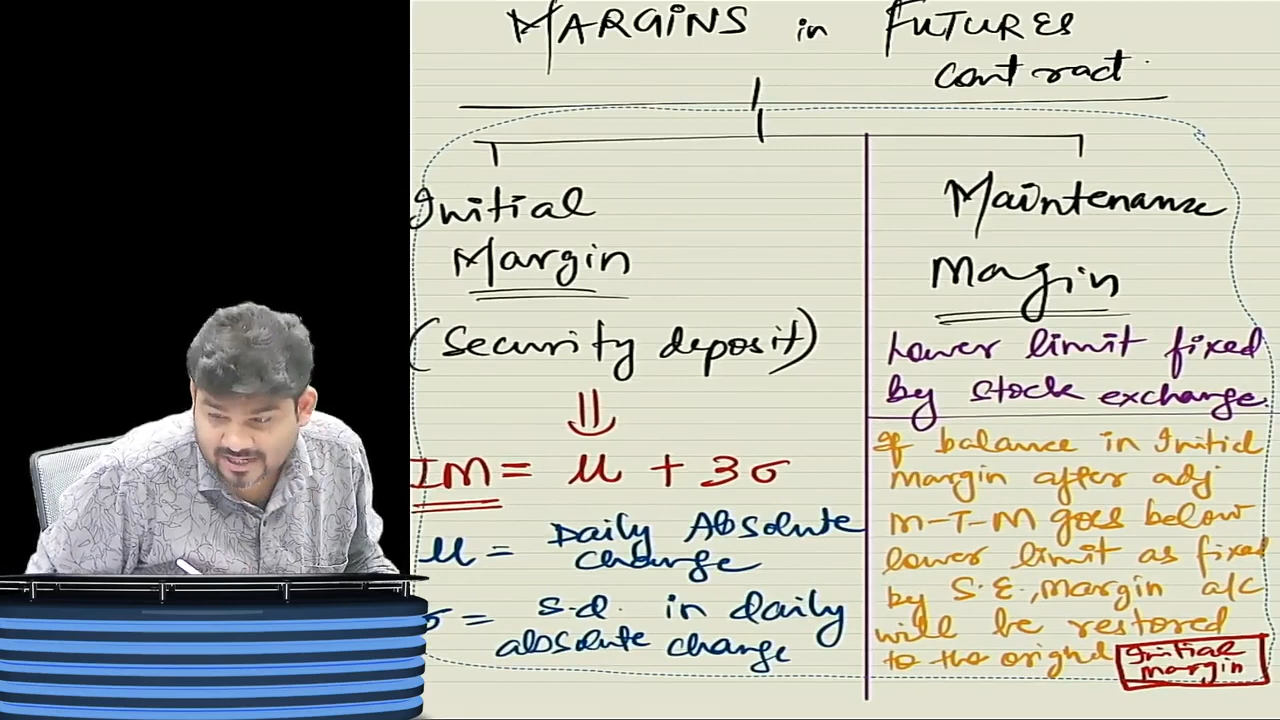 MARGINS in FUTURES
contract
Initial
Margin
(Security deposit)
IM = μ + 3σ
μ = Daily Absolute
change
σ = s.d. in daily
absolute change
Maintenance
Margin
Lower limit fixed
by stock exchange
If balance in Initial
Margin after adj
M-T-M goes below
lower limit as fixed
by S.E., Margin a/c
will be restored
to the original Initial
Margin